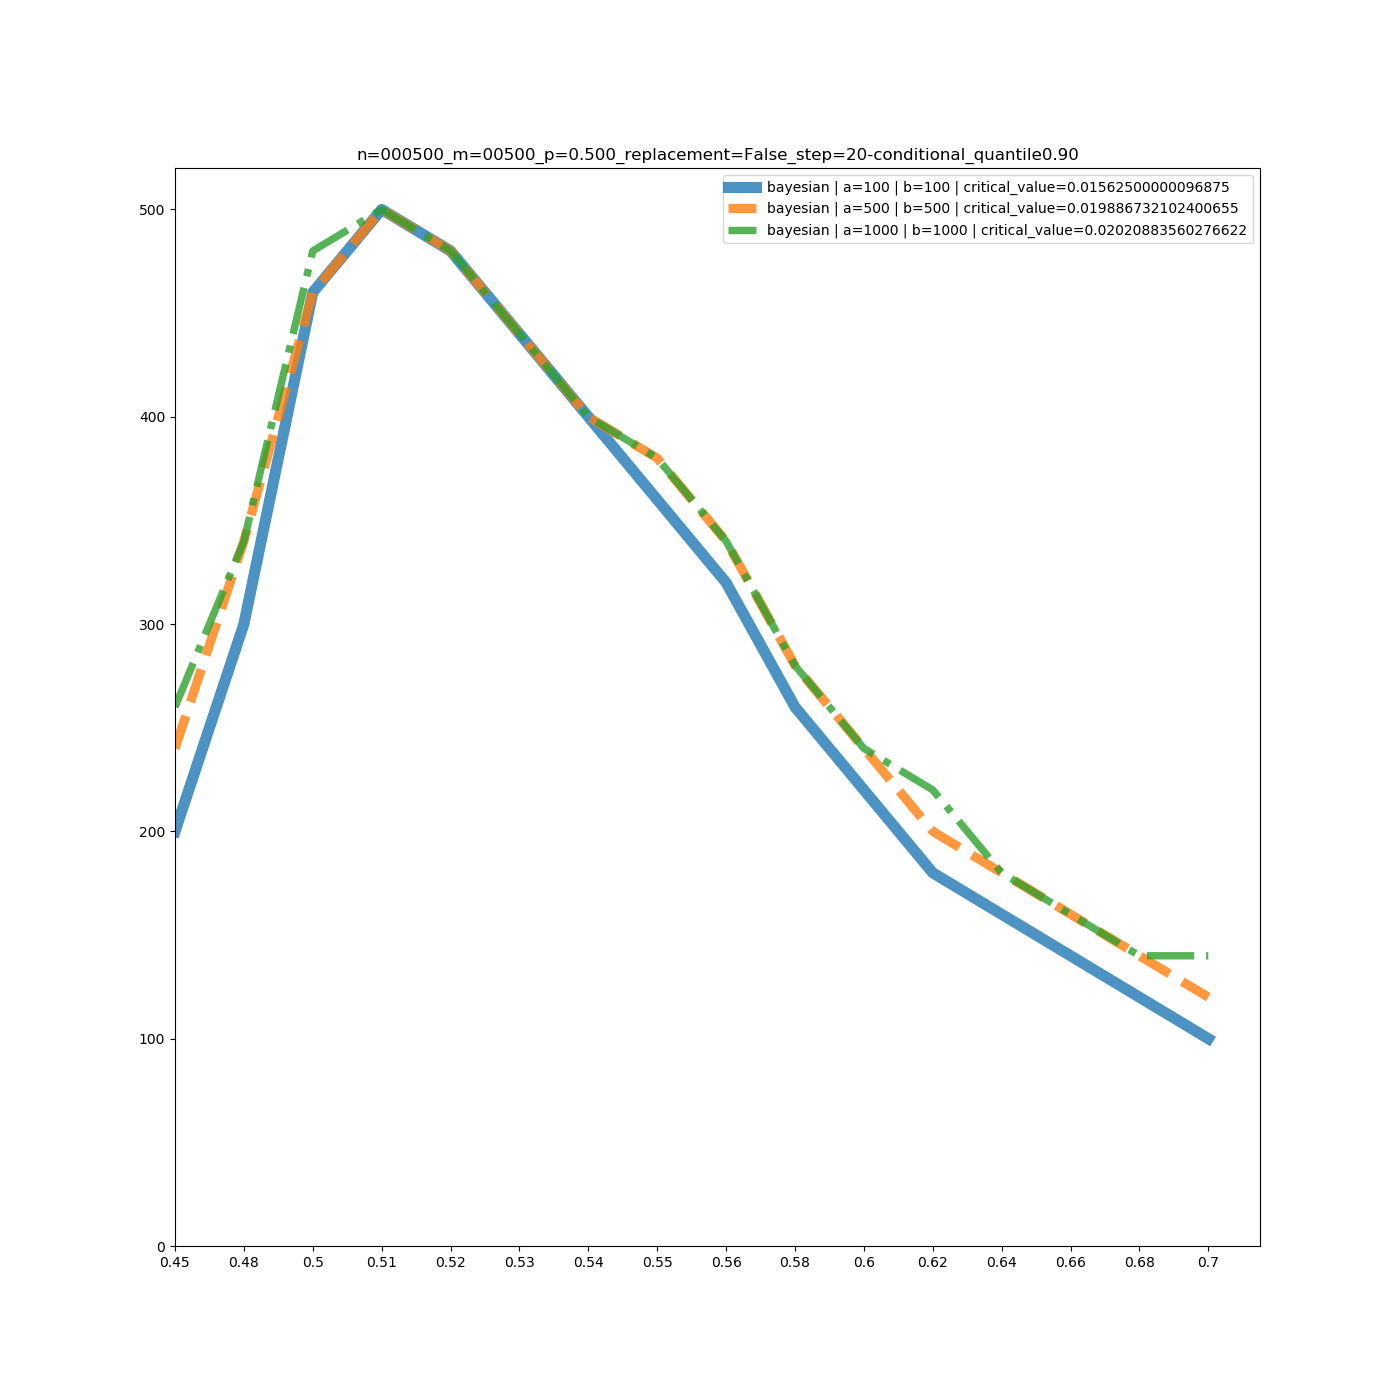 n=000500_m=00500_p=0.500_replacement=False_step=20-conditional_quantile0.90
bayesian | a=100 | b=100 | critical_value=0.01562500000096875
bayesian | a=500 | b=500 | critical_value=0.019886732102400655
bayesian | a=1000 | b=1000 | critical_value=0.02020883560276622
500
400
300
200
100
0
0.45 0.48 0.5 0.51 0.52 0.53 0.54 0.55 0.56 0.58 0.6 0.62 0.64 0.66 0.68 0.7